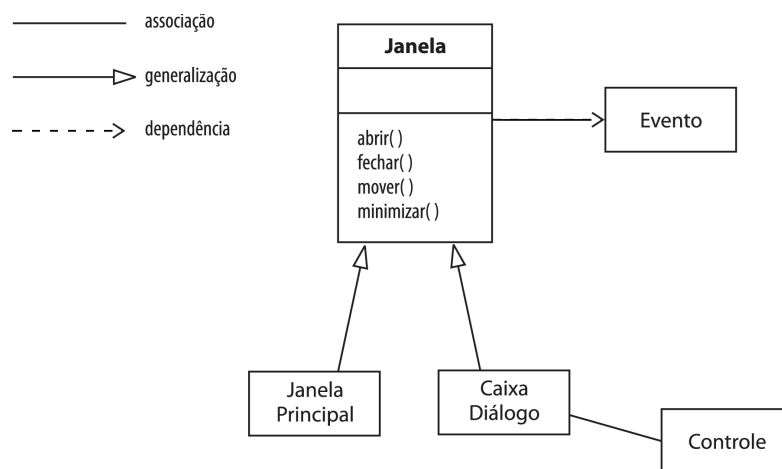 associação
generalização
dependência
Janela
abrir( )
fechar( )
mover( )
minimizar( )
Evento
Janela
Principal
Caixa
Diálogo
Controle